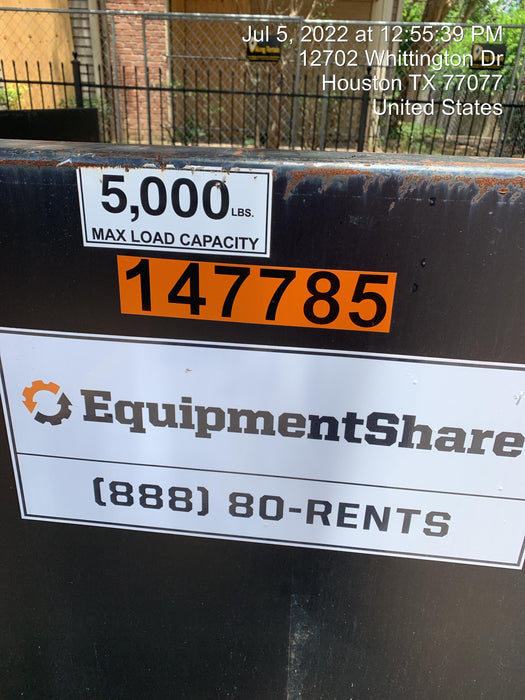 Jul 5, 2022 at 12:55:39 PM
12702 Whittington Dr
Houston TX 77077
United States
5,000 LBS.
MAX LOAD CAPACITY
147785
EquipmentShare
(888) 80-RENTS